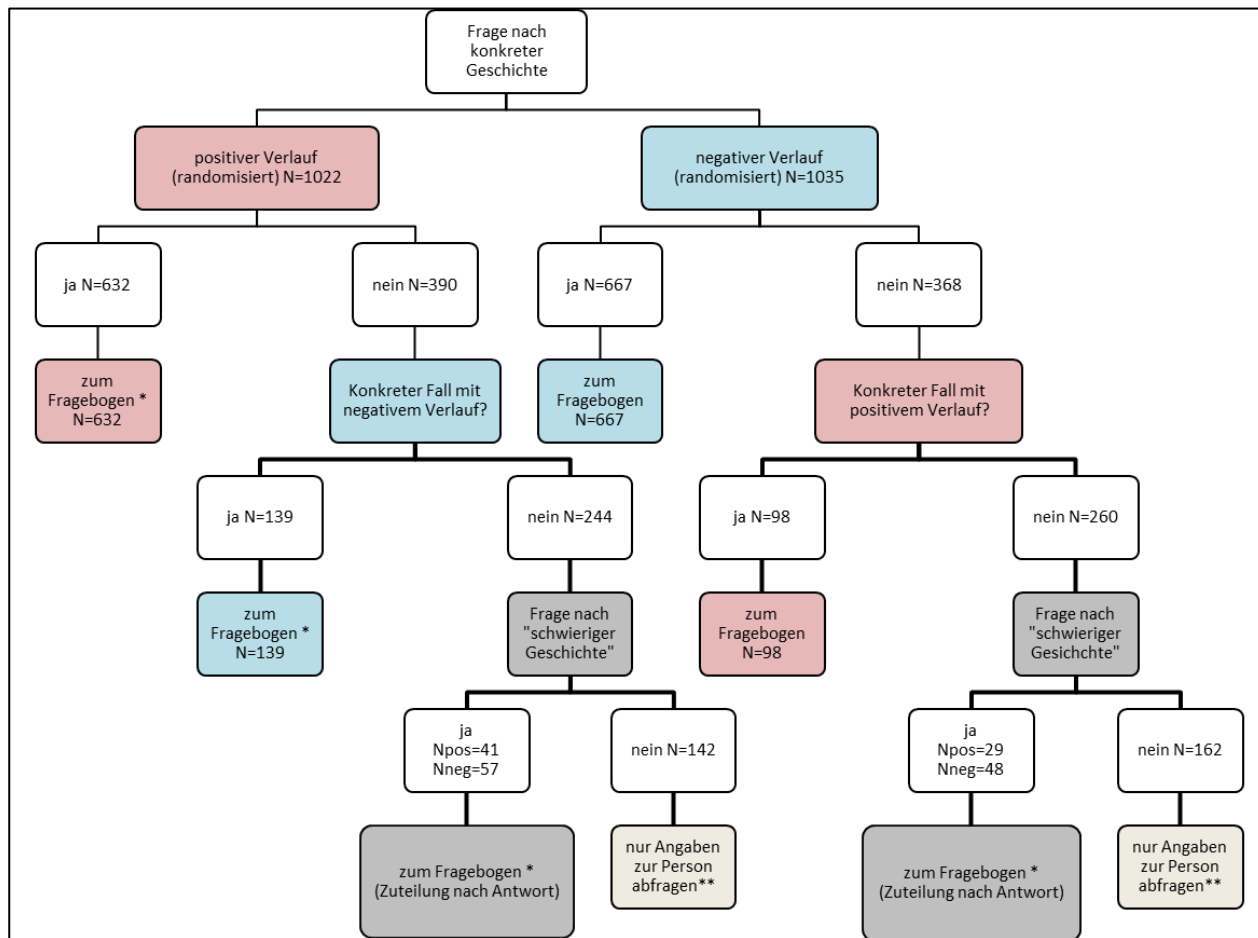 Frage nach
konkreter
Geschichte
positiver Verlauf
(randomisiert) N=1022
negativer Verlauf
(randomisiert) N=1035
ja N=632
nein N=390
ja N=667
nein N=368
zum
Fragebogen *
N=632
Konkreter Fall mit
negativem Verlauf?
zum
Fragebogen
N=667
Konkreter Fall mit
positivem Verlauf?
ja N=139
nein N=244
ja N=98
nein N=260
zum
Fragebogen *
N=139
Frage nach
"schwieriger
Geschichte"
zum
Fragebogen
N=98
Frage nach
"schwieriger
Gesichchte"
ja
Npos=41
Nneg=57
nein N=142
ja
Npos=29
Nneg=48
nein N=162
zum Fragebogen *
(Zuteilung nach Antwort)
nur Angaben
zur Person
abfragen**
zum Fragebogen *
(Zuteilung nach Antwort)
nur Angaben
zur Person
abfragen**